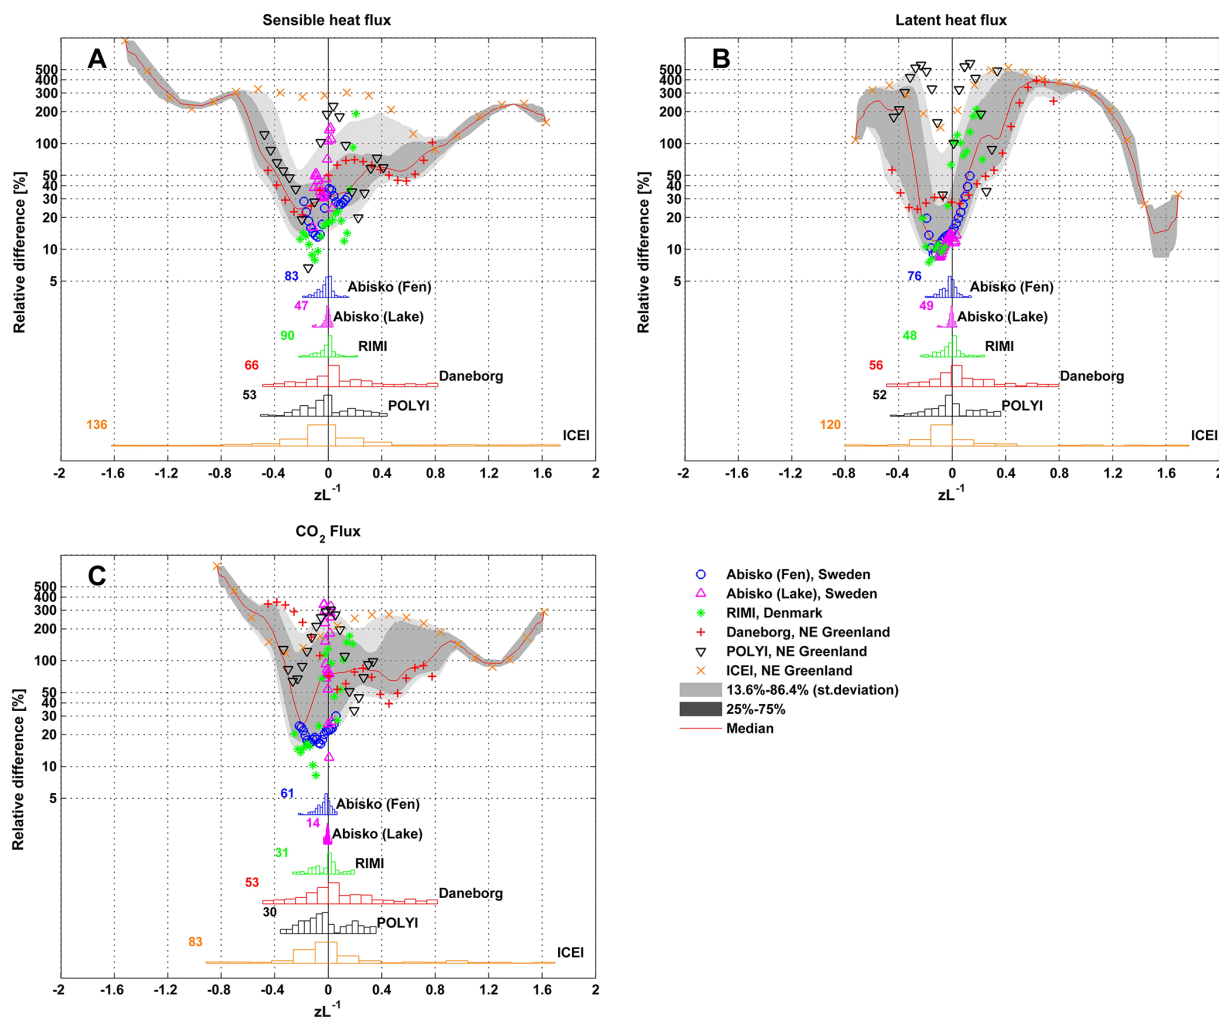 Sensible heat flux
A
Relative difference [%]
500
400
300
200
100
50
40
30
20
10
5
83
Abisko (Fen)
47
Abisko (Lake)
90
RIMI
66
Daneborg
53
POLYI
136
ICEI
-2 -1.6 -1.2 -0.8 -0.4 0 0.4 0.8 1.2 1.6 2
zL-1
Latent heat flux
B
Relative difference [%]
500
400
300
200
100
50
40
30
20
10
5
76
Abisko (Fen)
49
Abisko (Lake)
48
RIMI
56
Daneborg
52
POLYI
120
ICEI
-2 -1.6 -1.2 -0.8 -0.4 0 0.4 0.8 1.2 1.6 2
zL-1
CO2 Flux
C
Relative difference [%]
500
400
300
200
100
50
40
30
20
10
5
61
Abisko (Fen)
14
Abisko (Lake)
31
RIMI
53
Daneborg
30
POLYI
83
ICEI
-2 -1.6 -1.2 -0.8 -0.4 0 0.4 0.8 1.2 1.6 2
zL-1
Abisko (Fen), Sweden
Abisko (Lake), Sweden
RIMI, Denmark
Daneborg, NE Greenland
POLYI, NE Greenland
ICEI, NE Greenland
13.6%-86.4% (st.deviation)
25%-75%
Median